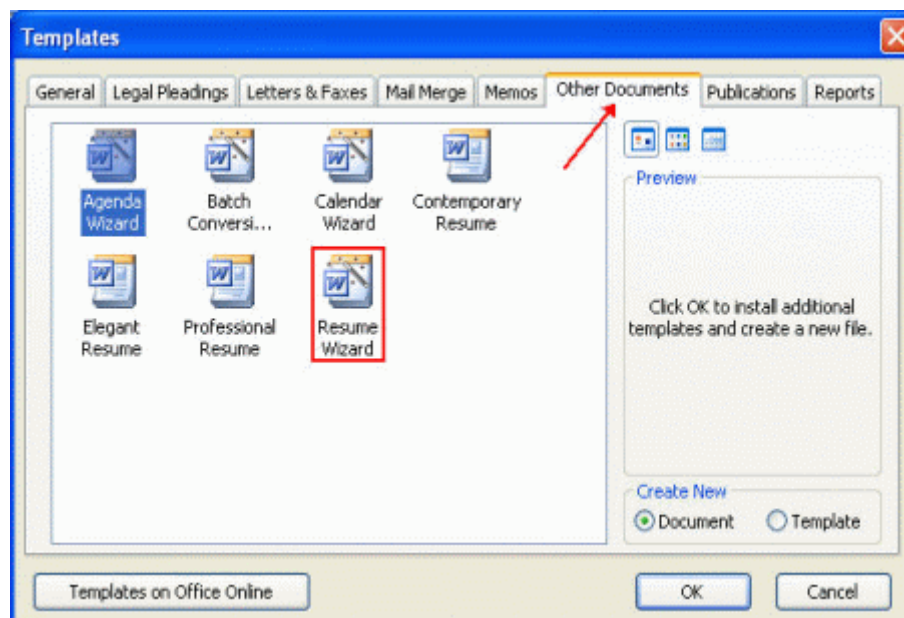 Templates
General Legal Pleadings Letters & Faxes Mail Merge Memos Other Documents Publications Reports
Agenda Wizard
Batch Conversi...
Calendar Wizard
Contemporary Resume
Preview
Click OK to install additional
templates and create a new file.
Elegant Resume
Professional Resume
Resume Wizard
Create New
Document Template
Templates on Office Online OK Cancel